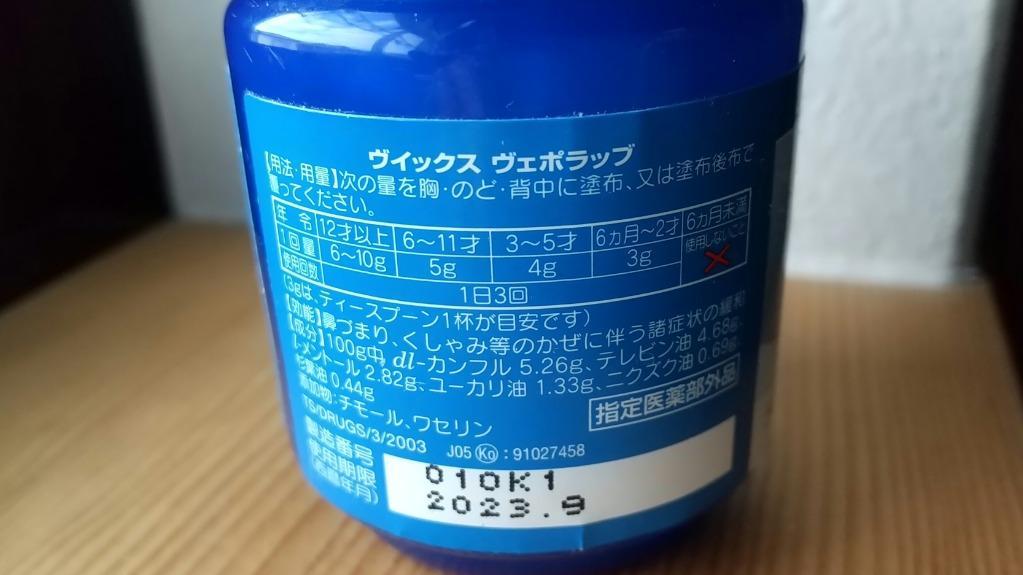 ヴイックス ヴェポラッブ
【用法・用量】次の量を胸・のど・背中に塗布、又は塗布後布で
覆ってください。
年 令 12才以上 6～11才 3～5才 6ヵ月～2才 6ヵ月未満
1回量 6～10g 5g 4g 3g 使用しないこと
使用回数 1日3回
(3gは、ティースプーン1杯が目安です)
【効能】鼻づまり、くしゃみ等のかぜに伴う諸症状の緩和
【成分】100g中、dl-カンフル 5.26g、テレビン油 4.68g、
l-メントール 2.82g、ユーカリ油 1.33g、ニクズク油 0.69g、
杉葉油 0.44g
添加物：チモール、ワセリン
指定医薬部外品
TS/DRUGS/3/2003 J05 Kg : 91027458
製造番号 010K1
使用期限 2023.9